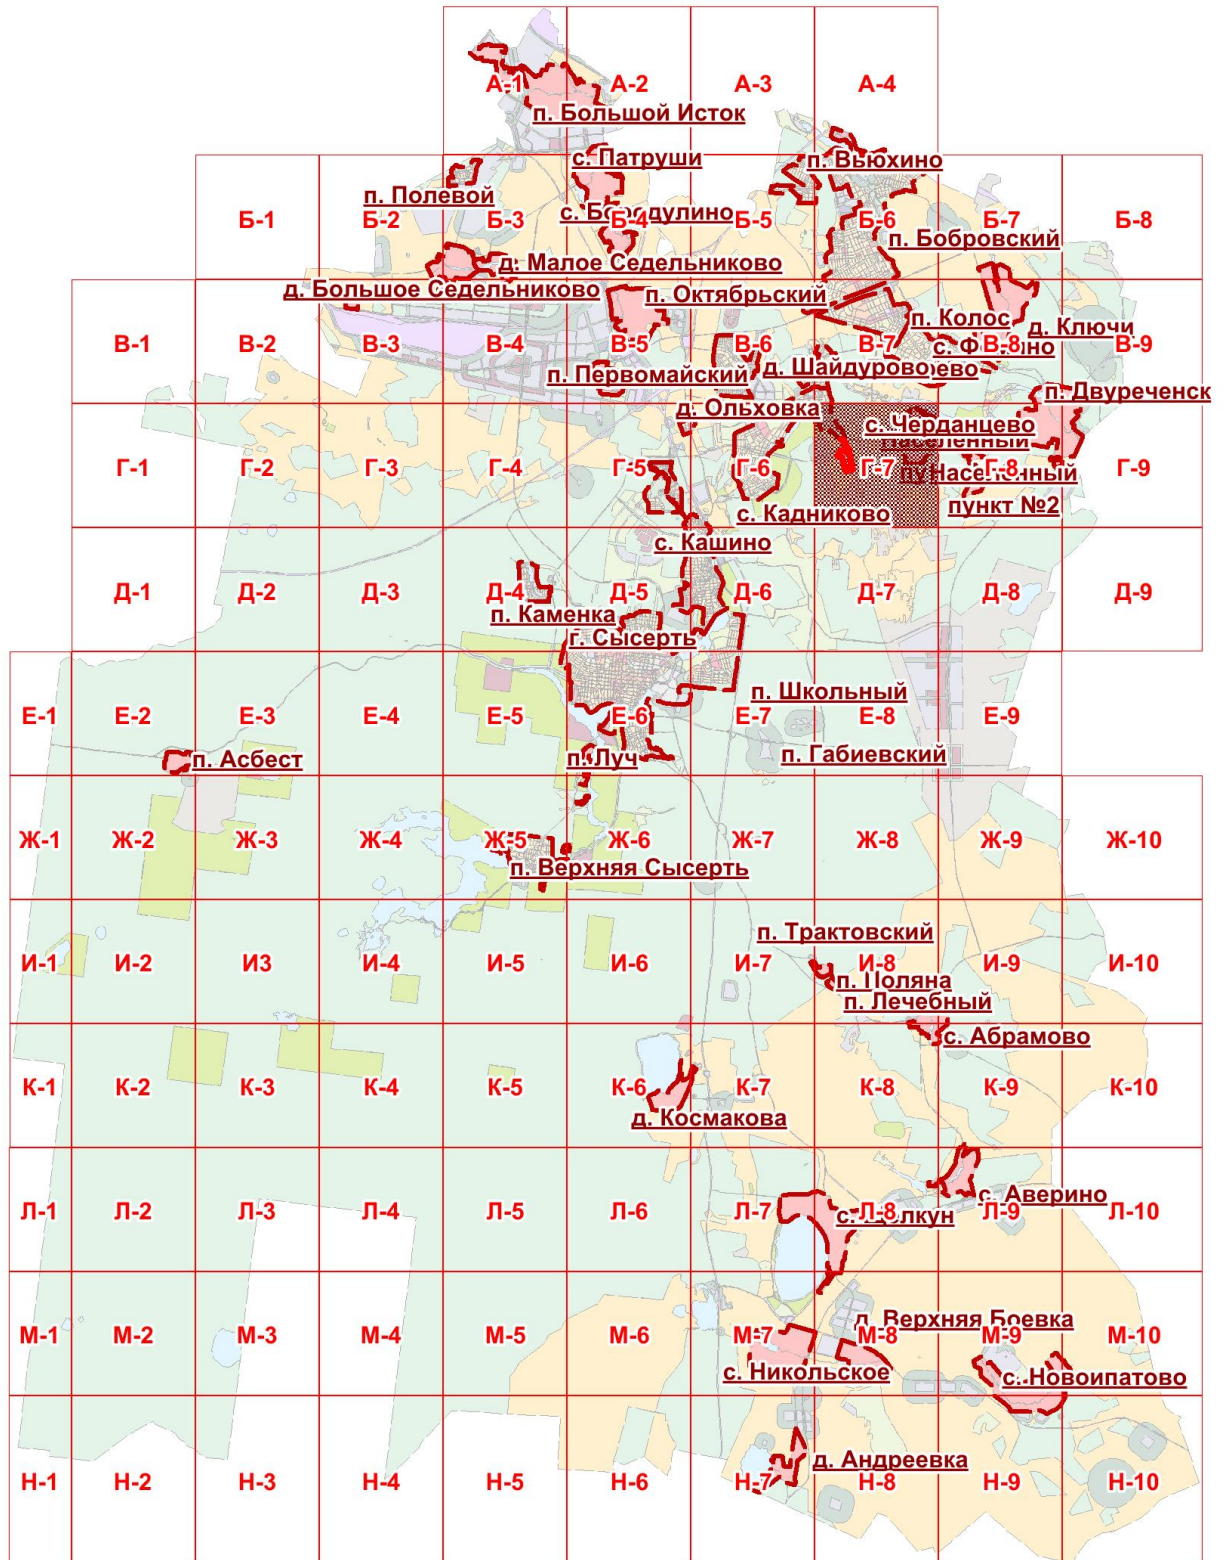 А-1
А-2
А-3
А-4
п. Большой Исток
с. Патруши
п. Вьюхино
п. Полевой
Б-1
Б-2
Б-3
с. Бородулино
Б-4
Б-5
Б-6
Б-7
Б-8
п. Бобровский
д. Малое Седельниково
д. Большое Седельниково
п. Октябрьский
п. Колос
д. Ключи
В-1
В-2
В-3
В-4
В-5
В-6
В-7
В-8
В-9
п. Первомайский
д. Шайдурово
п. Двуреченск
д. Ольховка
с. Черданцево
Населенный
Г-1
Г-2
Г-3
Г-4
Г-5
Г-6
Г-7
Г-8
Г-9
Населенный
пункт №2
с. Кадниково
с. Кашино
Д-1
Д-2
Д-3
Д-4
Д-5
Д-6
Д-7
Д-8
Д-9
п. Каменка
г. Сысерть
п. Школьный
Е-1
Е-2
Е-3
Е-4
Е-5
Е-6
Е-7
Е-8
Е-9
п. Асбест
п. Луч
п. Габиевский
Ж-1
Ж-2
Ж-3
Ж-4
Ж-5
Ж-6
Ж-7
Ж-8
Ж-9
Ж-10
п. Верхняя Сысерть
п. Трактовский
И-1
И-2
И3
И-4
И-5
И-6
И-7
И-8
И-9
И-10
п. Поляна
п. Лечебный
с. Абрамово
К-1
К-2
К-3
К-4
К-5
К-6
К-7
К-8
К-9
К-10
д. Космакова
с. Аверино
Л-1
Л-2
Л-3
Л-4
Л-5
Л-6
Л-7
Л-8
Л-9
Л-10
д. Верхняя Боевка
М-1
М-2
М-3
М-4
М-5
М-6
М-7
М-8
М-9
М-10
с. Никольское
с. Новоипатово
д. Андреевка
Н-1
Н-2
Н-3
Н-4
Н-5
Н-6
Н-7
Н-8
Н-9
Н-10